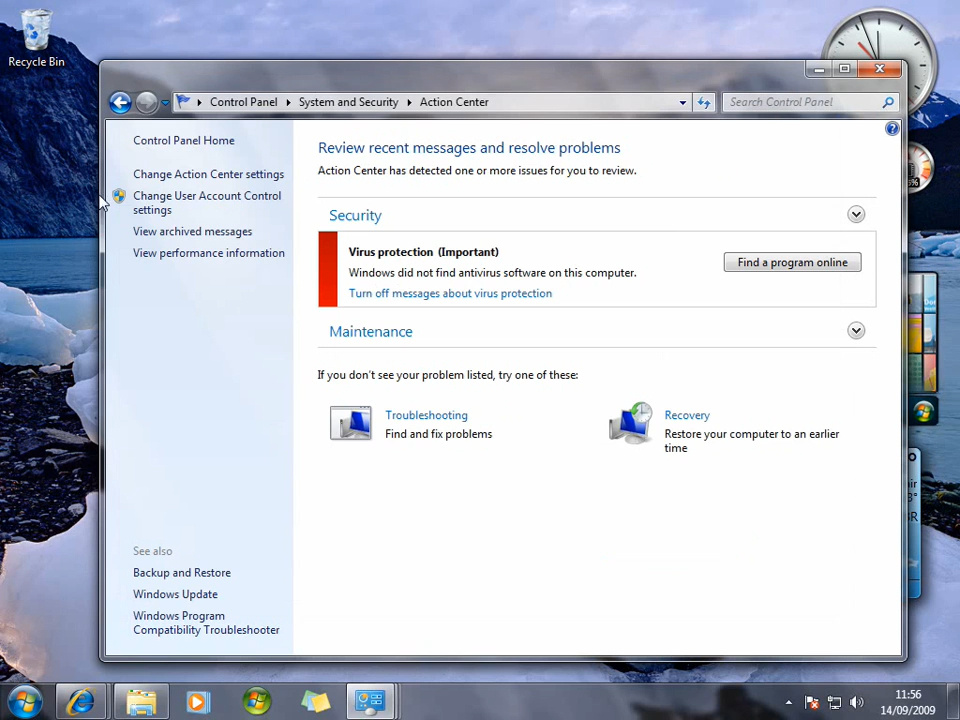 Recycle Bin
Control Panel
System and Security
Action Center
Search Control Panel
Control Panel Home
Change Action Center settings
Change User Account Control
settings
View archived messages
View performance information
See also
Backup and Restore
Windows Update
Windows Program
Compatibility Troubleshooter
Review recent messages and resolve problems
Action Center has detected one or more issues for you to review.
Security
Virus protection (Important)
Windows did not find antivirus software on this computer.
Turn off messages about virus protection
Find a program online
Maintenance
If you don't see your problem listed, try one of these:
Troubleshooting
Find and fix problems
Recovery
Restore your computer to an earlier
time
11:56
14/09/2009